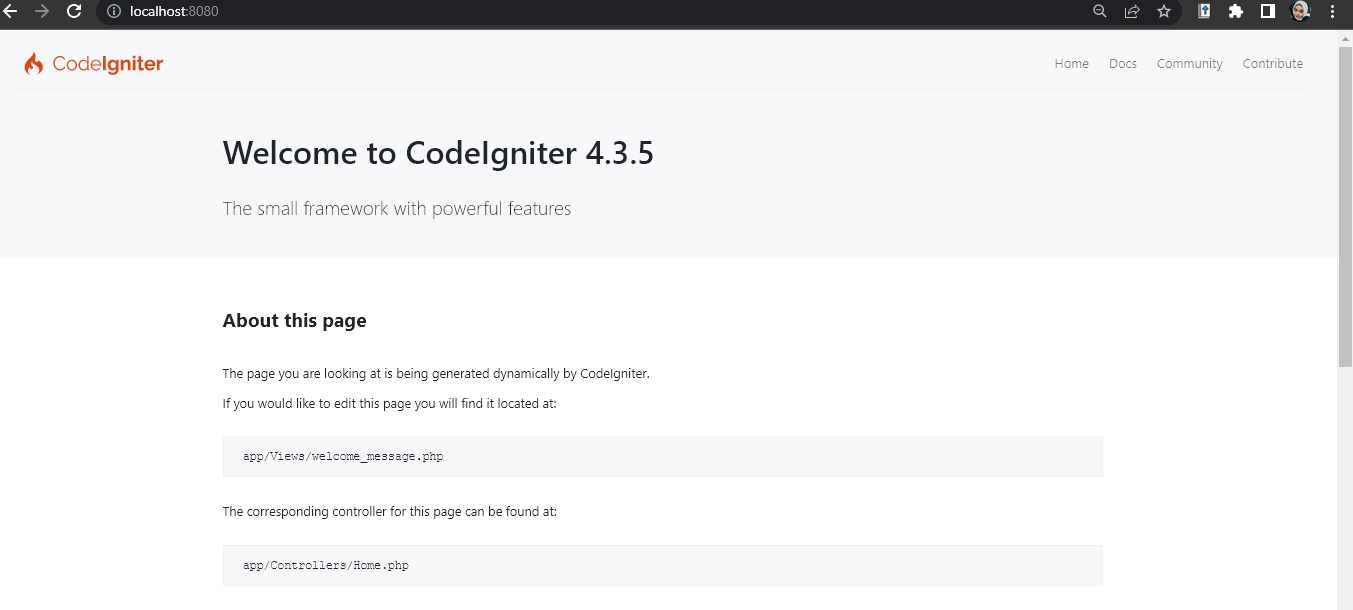 localhost:8080
CodeIgniter
Home Docs Community Contribute
Welcome to CodeIgniter 4.3.5
The small framework with powerful features
About this page
The page you are looking at is being generated dynamically by CodeIgniter.
If you would like to edit this page you will find it located at:
app/Views/welcome_message.php
The corresponding controller for this page can be found at:
app/Controllers/Home.php